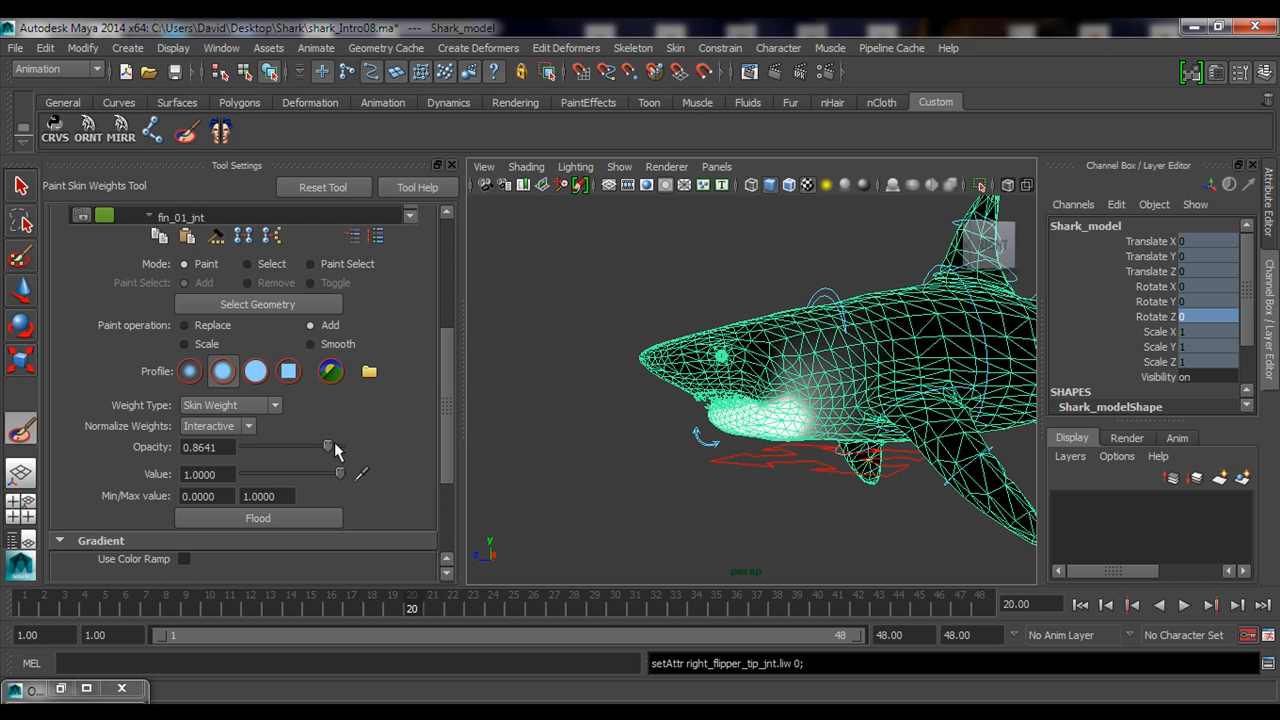 Autodesk Maya 2014 x64: C:\Users\David\Desktop\Shark\shark_Intro08.ma* --- Shark_model
File Edit Modify Create Display Window Assets Animate Geometry Cache Create Deformers Edit Deformers Skeleton Skin Constrain Character Muscle Pipeline Cache Help
Animation
General Curves Surfaces Polygons Deformation Animation Dynamics Rendering PaintEffects Toon Muscle Fluids Fur nHair nCloth Custom
CRVS ORNT MIRR
Tool Settings
Paint Skin Weights Tool Reset Tool Tool Help
fin_01_jnt
Mode: Paint Select Paint Select
Paint Select: Add Remove Toggle
Select Geometry
Paint operation: Replace Add
Scale Smooth
Profile:
Weight Type: Skin Weight
Normalize Weights: Interactive
Opacity: 0.8641
Value: 1.0000
Min/Max value: 0.0000 1.0000
Flood
Gradient
Use Color Ramp
View Shading Lighting Show Renderer Panels
y
z x
persp
Channel Box / Layer Editor
Channels Edit Object Show
Shark_model
Translate X 0
Translate Y 0
Translate Z 0
Rotate X 0
Rotate Y 0
Rotate Z 0
Scale X 1
Scale Y 1
Scale Z 1
Visibility on
SHAPES
Shark_modelShape
Display Render Anim
Layers Options Help
Attribute Editor
Channel Box / Layer Editor
1 2 3 4 5 6 7 8 9 10 11 12 13 14 15 16 17 18 19 20 21 22 23 24 25 26 27 28 29 30 31 32 33 34 35 36 37 38 39 40 41 42 43 44 45 46 47 48
20
20.00
1.00 1.00 1 48 48.00 48.00 No Anim Layer No Character Set
MEL setAttr right_flipper_tip_jnt.liw 0;
O...